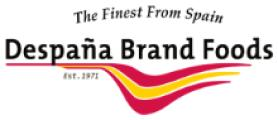 The Finest From Spain
Despaña Brand Foods
Est. 1971